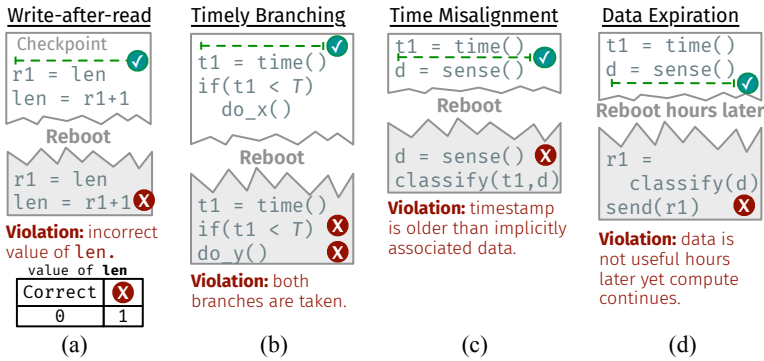 Write-after-read
Checkpoint
r1 = len
len = r1+1
Reboot
r1 = len
len = r1+1
Violation: incorrect
value of len.
value of len
Correct
0 1
(a)
Timely Branching
t1 = time()
if(t1 < T)
do_x()
Reboot
t1 = time()
if(t1 < T)
do_y()
Violation: both
branches are taken.
(b)
Time Misalignment
t1 = time()
d = sense()
Reboot
d = sense()
classify(t1,d)
Violation: timestamp
is older than implicitly
associated data.
(c)
Data Expiration
t1 = time()
d = sense()
Reboot hours later
r1 =
classify(d)
send(r1)
Violation: data is
not useful hours
later yet compute
continues.
(d)